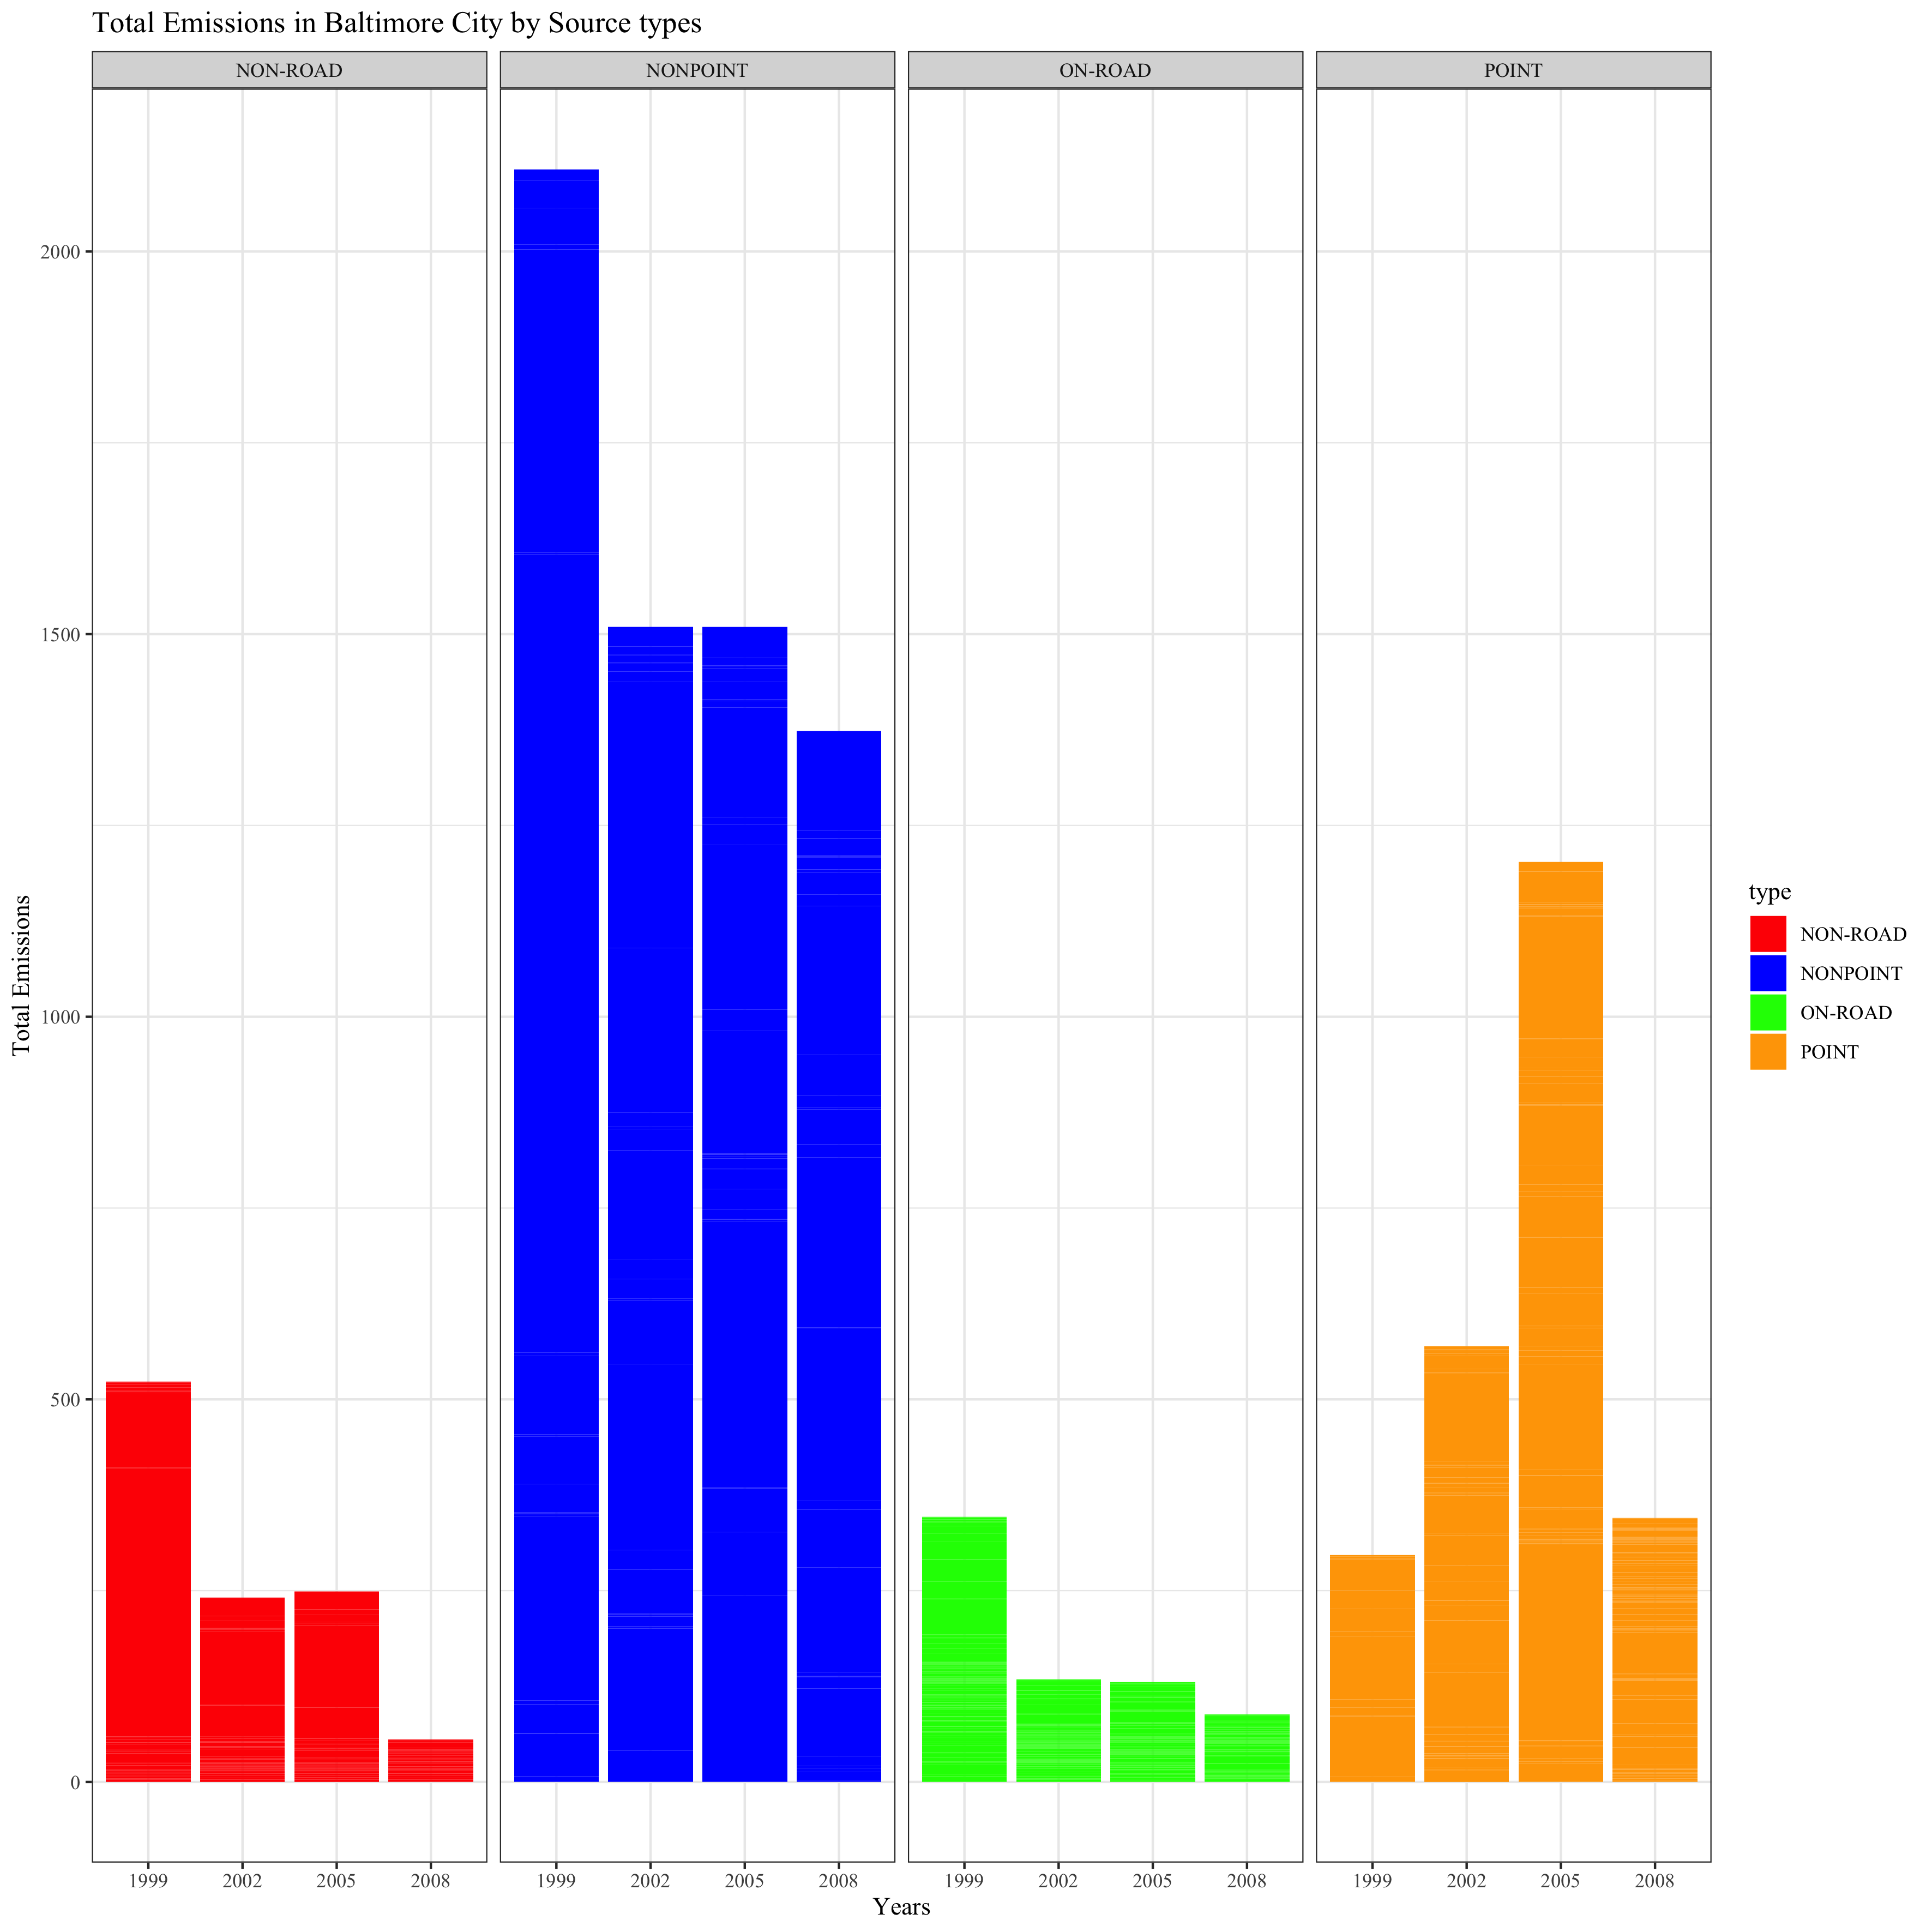 Total Emissions in Baltimore City by Source types
NON-ROAD NONPOINT ON-ROAD POINT
Total Emissions
2000
1500
1000
500
0
1999 2002 2005 2008 1999 2002 2005 2008 1999 2002 2005 2008 1999 2002 2005 2008
Years
type
NON-ROAD
NONPOINT
ON-ROAD
POINT